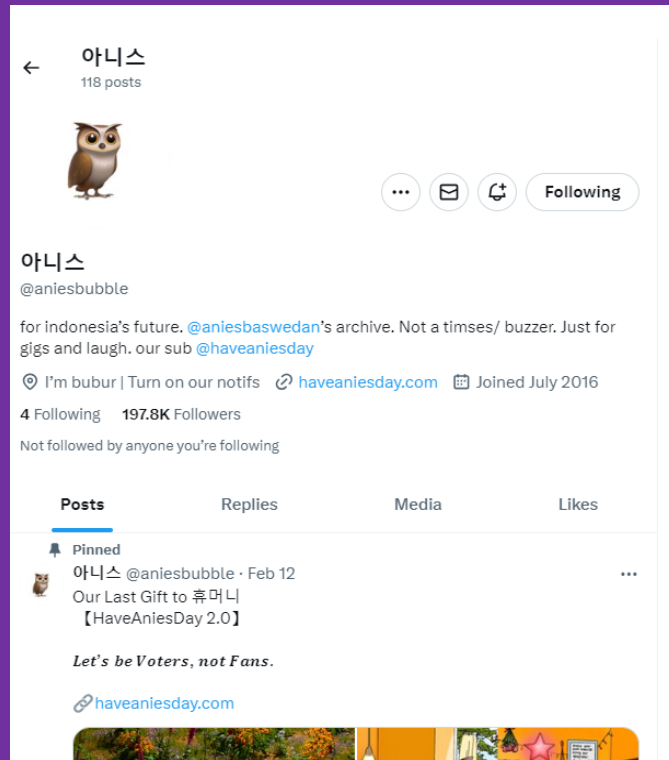 아니스
118 posts
Following
아니스
@aniesbubble
for indonesia’s future. @aniesbaswedan’s archive. Not a timses/ buzzer. Just for
gigs and laugh. our sub @haveaniesday
I’m bubur | Turn on our notifs haveaniesday.com Joined July 2016
4 Following 197.8K Followers
Not followed by anyone you’re following
Posts Replies Media Likes
Pinned
아니스 @aniesbubble · Feb 12
Our Last Gift to 휴머니
【HaveAniesDay 2.0】
Let’s be Voters, not Fans.
haveaniesday.com